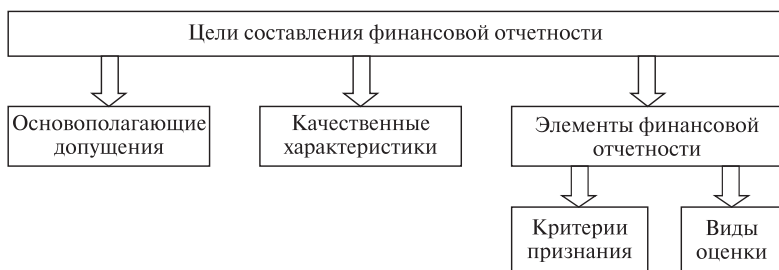 Цели составления финансовой отчетности
Основополагающие
допущения
Качественные
характеристики
Элементы финансовой
отчетности
Критерии
признания
Виды
оценки